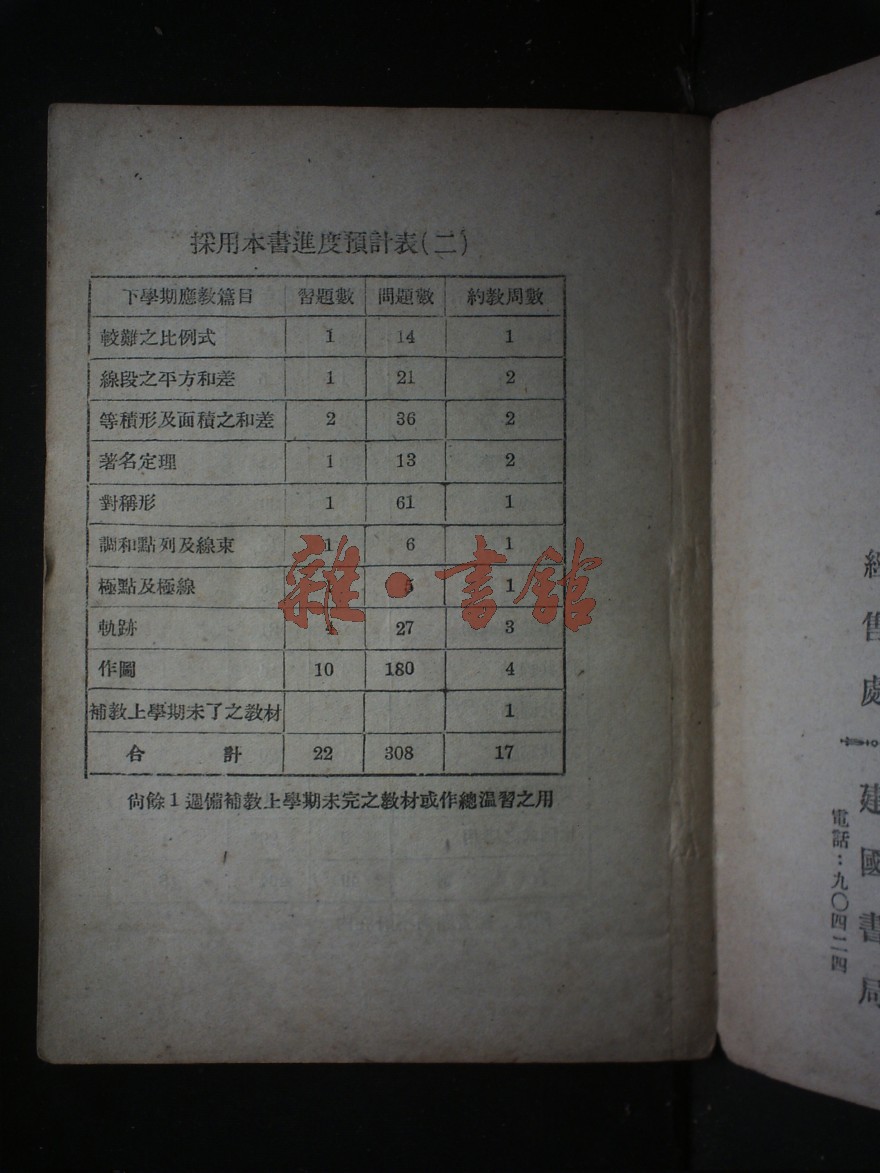 採用本書進度預計表(二)
下學期應教篇目 習題數 問題數 約教周數
較難之比例式 1 14 1
線段之平方和差 1 21 2
等積形及面積之和差 2 36 2
著名定理 1 13 2
對稱形 1 61 1
調和點列及線束 1 6 1
極點及極線 5 1
軌跡 4 27 3
作圖 10 180 4
補教上學期未了之教材 1
合計 22 308 17
尙餘1週備補教上學期未完之教材或作總溫習之用
雜·書館
經售處
建國書局
電話:九〇四二四